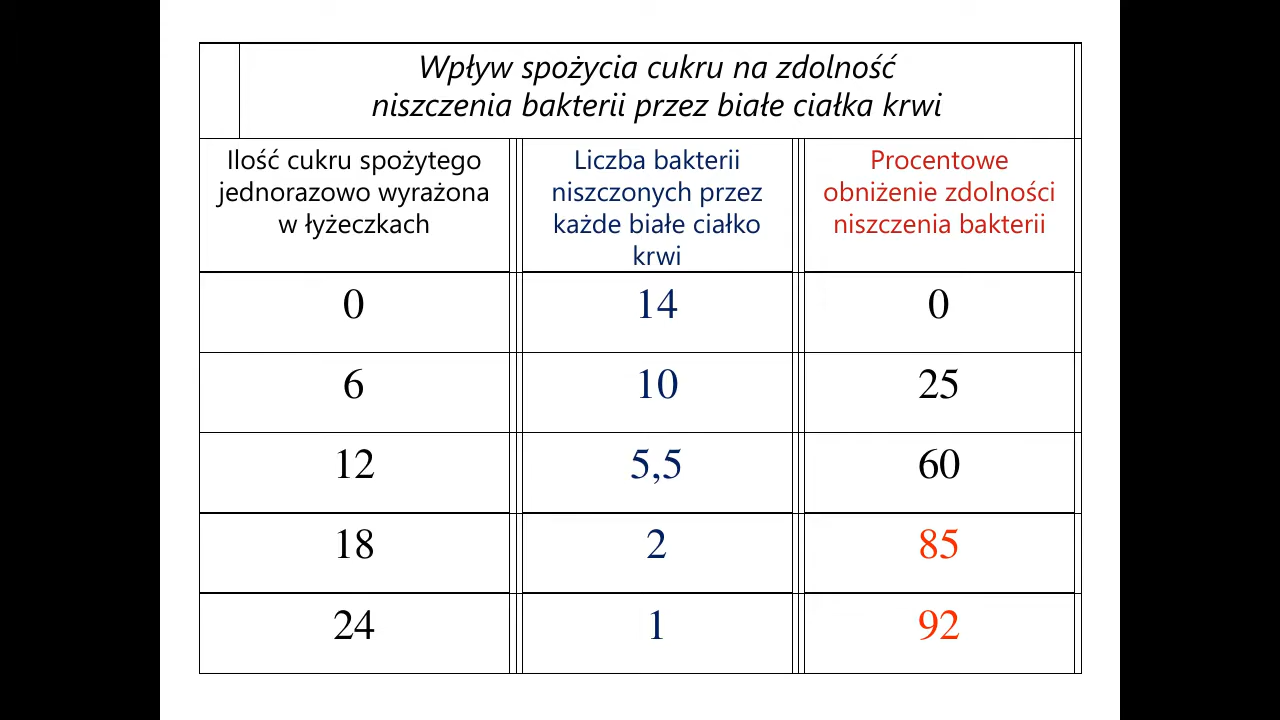 Wpływ spożycia cukru na zdolność
niszczenia bakterii przez białe ciałka krwi
Ilość cukru spożytego
jednorazowo wyrażona
w łyżeczkach
Liczba bakterii
niszczonych przez
każde białe ciałko
krwi
Procentowe
obniżenie zdolności
niszczenia bakterii
0 14 0
6 10 25
12 5,5 60
18 2 85
24 1 92